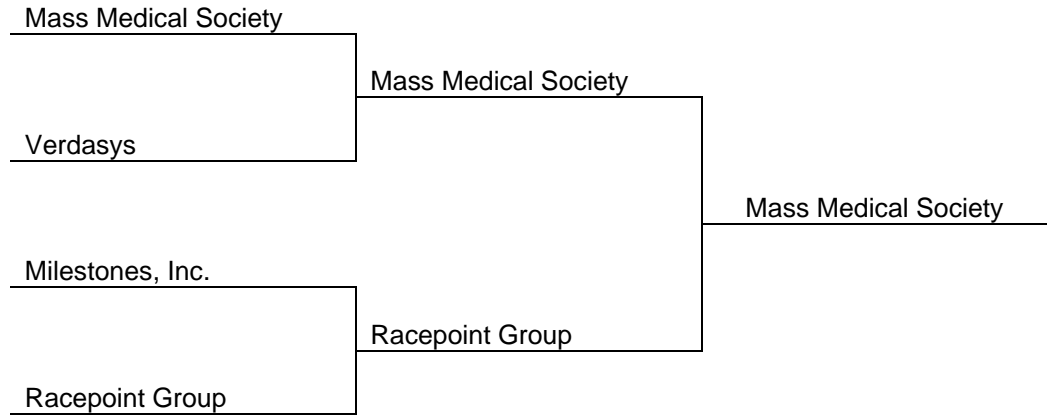 Mass Medical Society
Mass Medical Society
Verdasys
Mass Medical Society
Milestones, Inc.
Racepoint Group
Racepoint Group